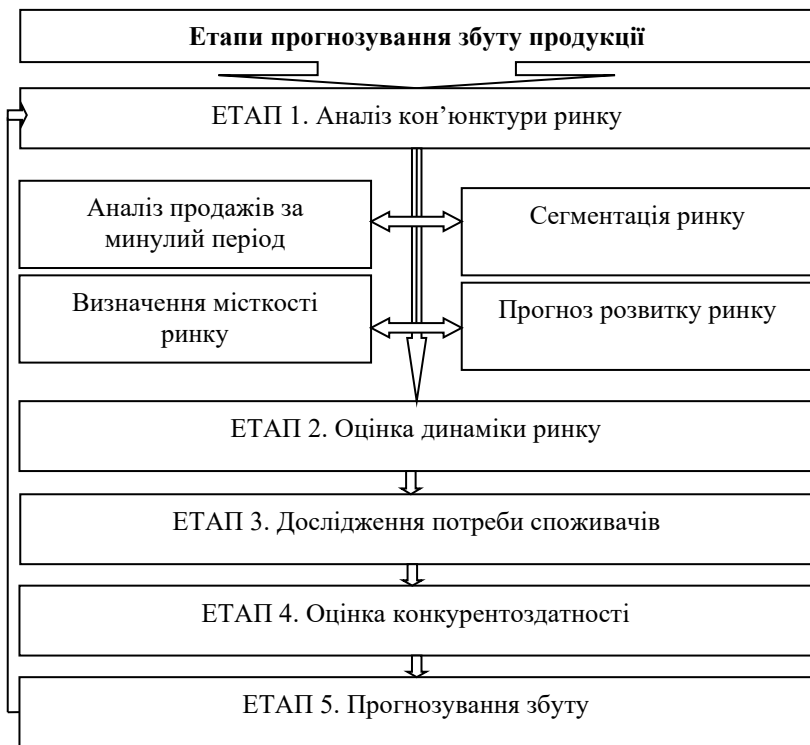 Етапи прогнозування збуту продукції
ЕТАП 1. Аналіз кон’юнктури ринку
Аналіз продажів за
минулий період
Сегментація ринку
Визначення місткості
ринку
Прогноз розвитку ринку
ЕТАП 2. Оцінка динаміки ринку
ЕТАП 3. Дослідження потреби споживачів
ЕТАП 4. Оцінка конкурентоздатності
ЕТАП 5. Прогнозування збуту